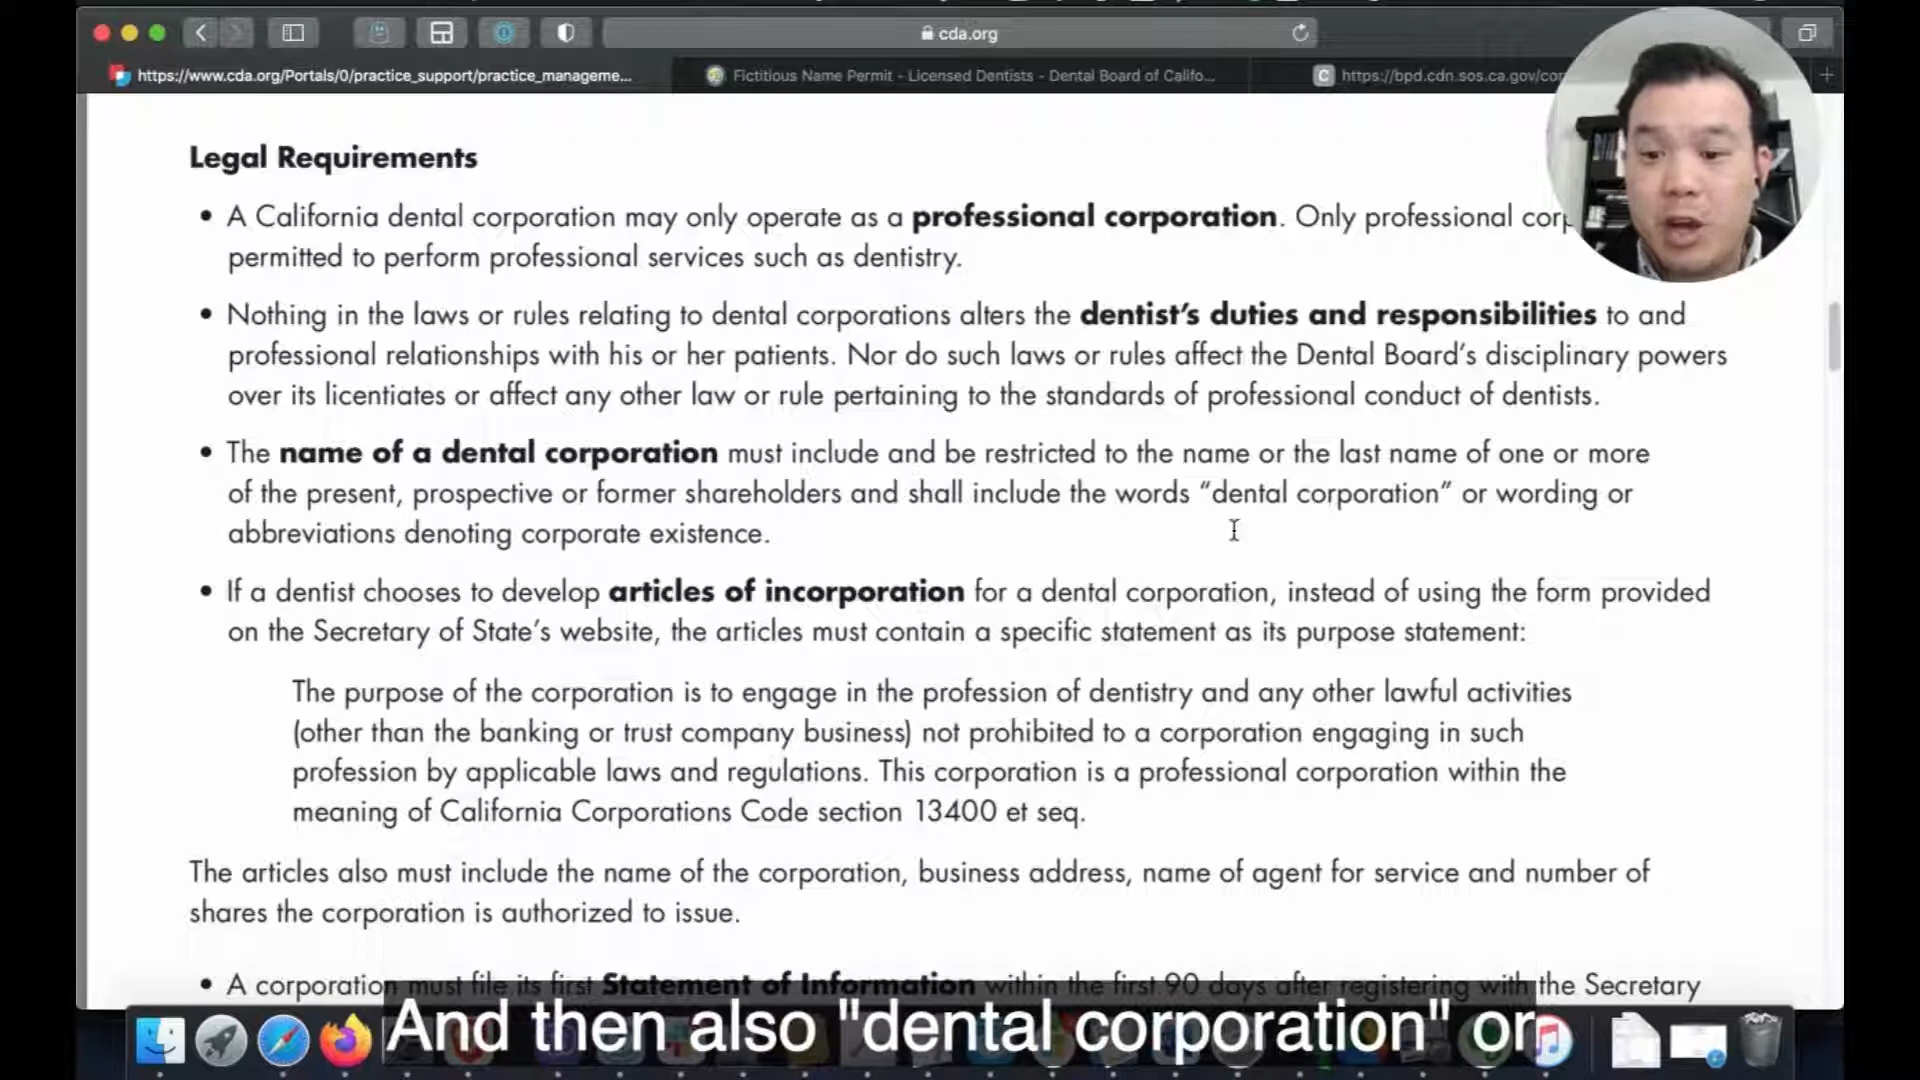 cda.org
https://www.cda.org/Portals/0/practice_support/practice_manageme...
Fictitious Name Permit - Licensed Dentists - Dental Board of Califo...
https://bpd.cdn.sos.ca.gov/cor
Legal Requirements
• A California dental corporation may only operate as a professional corporation. Only professional corp
permitted to perform professional services such as dentistry.
• Nothing in the laws or rules relating to dental corporations alters the dentist's duties and responsibilities to and
professional relationships with his or her patients. Nor do such laws or rules affect the Dental Board's disciplinary powers
over its licentiates or affect any other law or rule pertaining to the standards of professional conduct of dentists.
• The name of a dental corporation must include and be restricted to the name or the last name of one or more
of the present, prospective or former shareholders and shall include the words “dental corporation” or wording or
abbreviations denoting corporate existence.
• If a dentist chooses to develop articles of incorporation for a dental corporation, instead of using the form provided
on the Secretary of State's website, the articles must contain a specific statement as its purpose statement:
The purpose of the corporation is to engage in the profession of dentistry and any other lawful activities
(other than the banking or trust company business) not prohibited to a corporation engaging in such
profession by applicable laws and regulations. This corporation is a professional corporation within the
meaning of California Corporations Code section 13400 et seq.
The articles also must include the name of the corporation, business address, name of agent for service and number of
shares the corporation is authorized to issue.
• A corporation must file its first Statement of Information within the first 90 days after registering with the Secretary
And then also "dental corporation" or